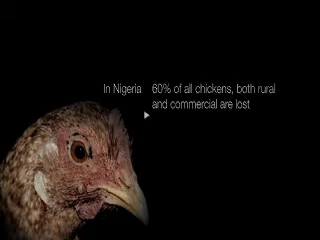 In Nigeria 60% of all chickens, both rural
and commercial are lost